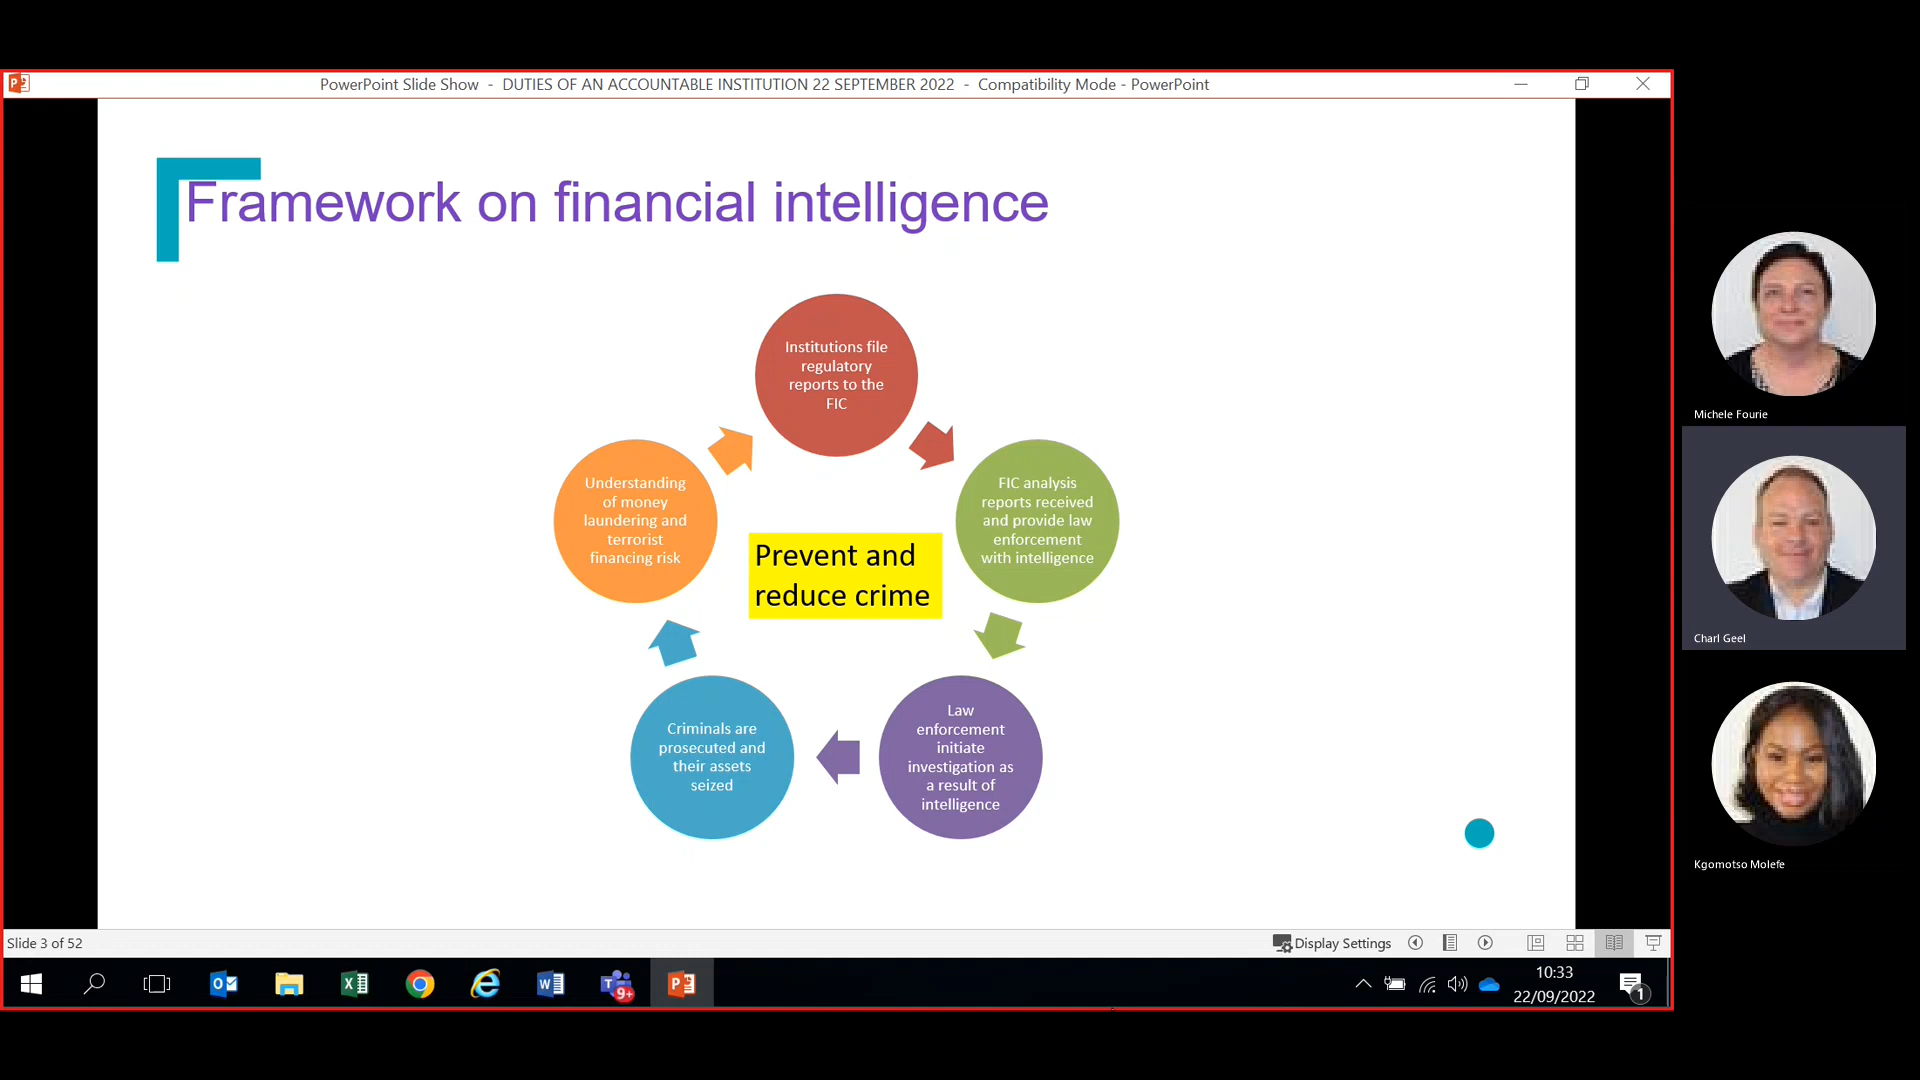 PowerPoint Slide Show - DUTIES OF AN ACCOUNTABLE INSTITUTION 22 SEPTEMBER 2022 - Compatibility Mode - PowerPoint
Framework on financial intelligence
Institutions file
regulatory
reports to the
FIC
FIC analysis
reports received
and provide law
enforcement
with intelligence
Law
enforcement
initiate
investigation as
a result of
intelligence
Criminals are
prosecuted and
their assets
seized
Understanding
of money
laundering and
terrorist
financing risk
Prevent and
reduce crime
Michele Fourie
Charl Geel
Kgomotso Molefe
Slide 3 of 52
Display Settings
9+
10:33
22/09/2022
1